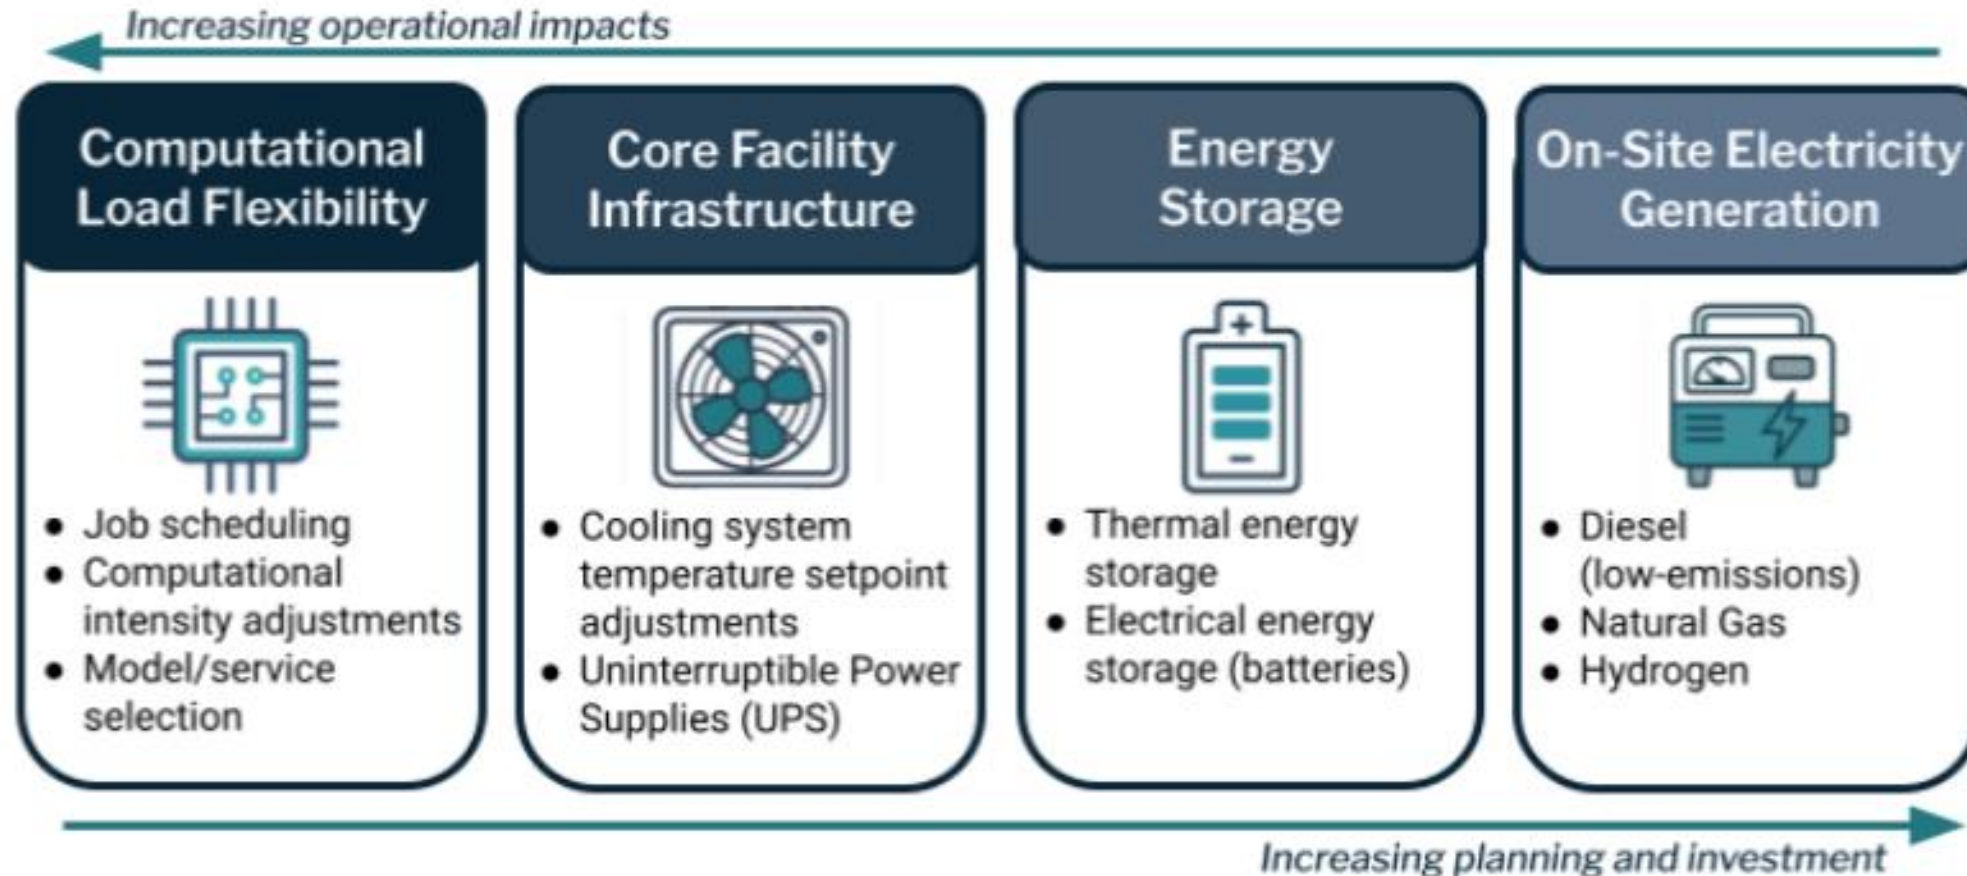 Increasing operational impacts
Computational
Load Flexibility
• Job scheduling
• Computational
intensity adjustments
• Model/service
selection
Core Facility
Infrastructure
• Cooling system
temperature setpoint
adjustments
• Uninterruptible Power
Supplies (UPS)
Energy
Storage
+
-
• Thermal energy
storage
• Electrical energy
storage (batteries)
On-Site Electricity
Generation
• Diesel
(low-emissions)
• Natural Gas
• Hydrogen
Increasing planning and investment